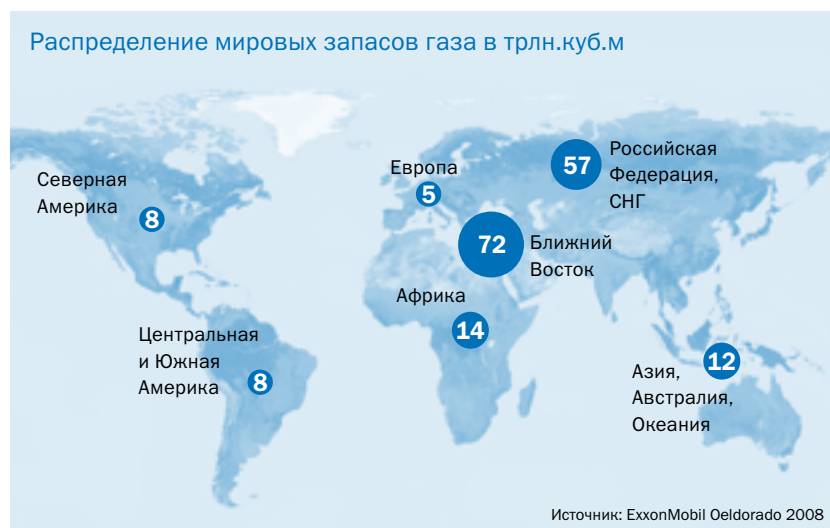 Распределение мировых запасов газа в трлн.куб.м
Северная
Америка
8
Европа
5
57
Российская
Федерация,
СНГ
72
Ближний
Восток
Африка
14
Центральная
и Южная
Америка
8
12
Азия,
Австралия,
Океания
Источник: ExxonMobil Oeldorado 2008